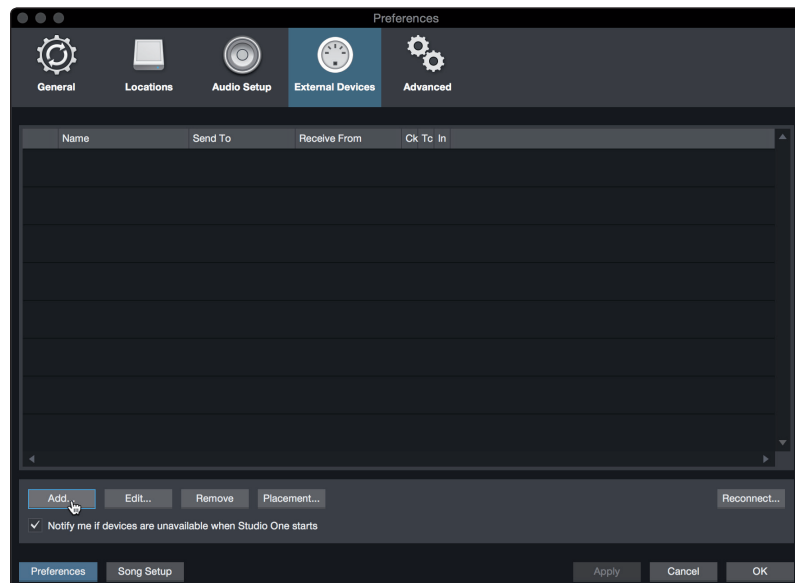 Preferences
General Locations Audio Setup External Devices Advanced
Name Send To Receive From Ck Tc In
Add... Edit... Remove Placement... Reconnect...
Notify me if devices are unavailable when Studio One starts
Preferences Song Setup Apply Cancel OK